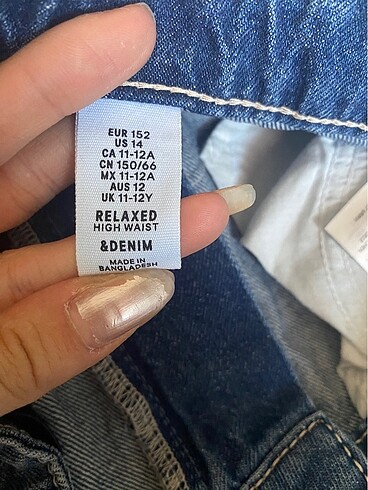 EUR 152
US 14
CA 11-12A
CN 150/66
MX 11-12A
AUS 12
UK 11-12Y
RELAXED
HIGH WAIST
&DENIM
MADE IN
BANGLADESH